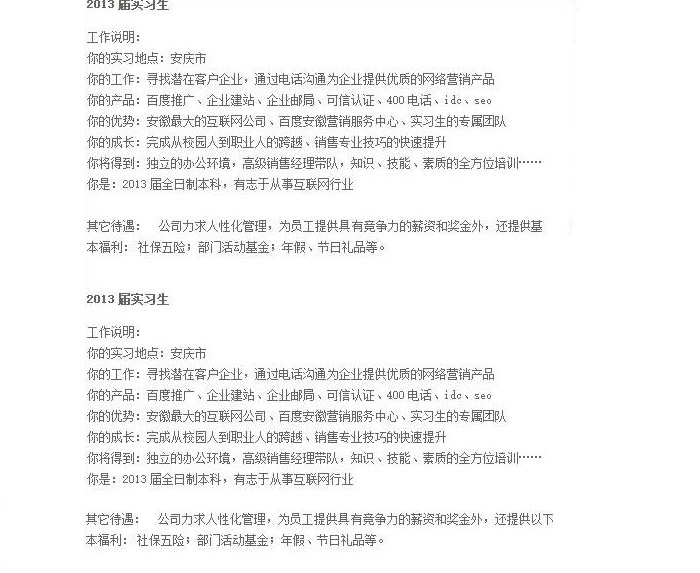 2013 届实习生
工作说明：
你的实习地点：安庆市
你的工作：寻找潜在客户企业，通过电话沟通为企业提供优质的网络营销产品
你的产品：百度推广、企业建站、企业邮局、可信认证、400 电话、idc、seo
你的优势：安徽最大的互联网公司、百度安徽营销服务中心、实习生的专属团队
你的成长：完成从校园人到职业人的跨越、销售专业技巧的快速提升
你将得到：独立的办公环境，高级销售经理带队，知识、技能、素质的全方位培训……
你是：2013 届全日制本科，有志于从事互联网行业
其它待遇：  公司力求人性化管理，为员工提供具有竞争力的薪资和奖金外，还提供基
本福利：社保五险；部门活动基金；年假、节日礼品等。
2013 届实习生
工作说明：
你的实习地点：安庆市
你的工作：寻找潜在客户企业，通过电话沟通为企业提供优质的网络营销产品
你的产品：百度推广、企业建站、企业邮局、可信认证、400 电话、idc、seo
你的优势：安徽最大的互联网公司、百度安徽营销服务中心、实习生的专属团队
你的成长：完成从校园人到职业人的跨越、销售专业技巧的快速提升
你将得到：独立的办公环境，高级销售经理带队，知识、技能、素质的全方位培训……
你是：2013 届全日制本科，有志于从事互联网行业
其它待遇：  公司力求人性化管理，为员工提供具有竞争力的薪资和奖金外，还提供以下
本福利：社保五险；部门活动基金；年假、节日礼品等。